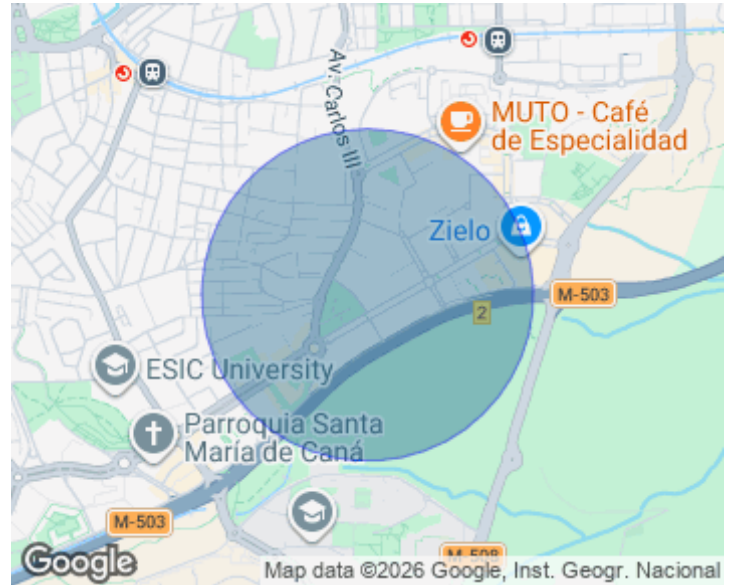 Av. Carlos III
MUTO - Café
de Especialidad
Zielo
M-503
2
ESIC University
Parroquia Santa
María de Caná
M-503
M-508
Google
Map data ©2026 Google, Inst. Geogr. Nacional